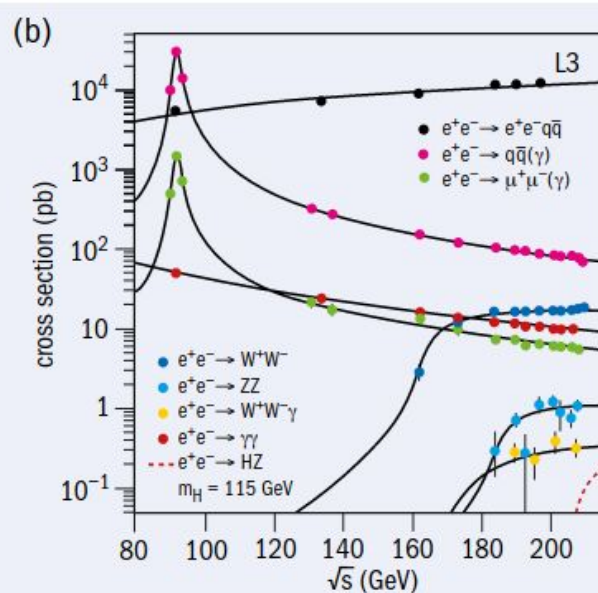 (b)
L3
10⁴
10³
10²
10
1
10⁻¹
cross section (pb)
e⁺e⁻→ e⁺e⁻qq̅
e⁺e⁻→ qq̅(γ)
e⁺e⁻→ μ⁺μ⁻(γ)
e⁺e⁻→ W⁺W⁻
e⁺e⁻→ ZZ
e⁺e⁻→ W⁺W⁻γ
e⁺e⁻→ γγ
e⁺e⁻→ HZ
m_H = 115 GeV
80 100 120 140 160 180 200
√s (GeV)